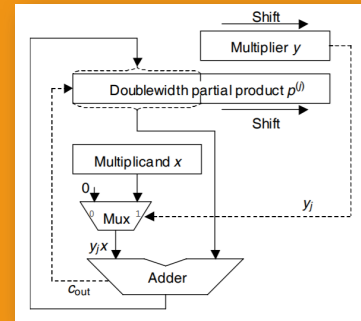 Shift
Multiplier y
Doublewidth partial product p(j)
Shift
Multiplicand x
0
0 Mux 1
yj
yjx
Adder
cout